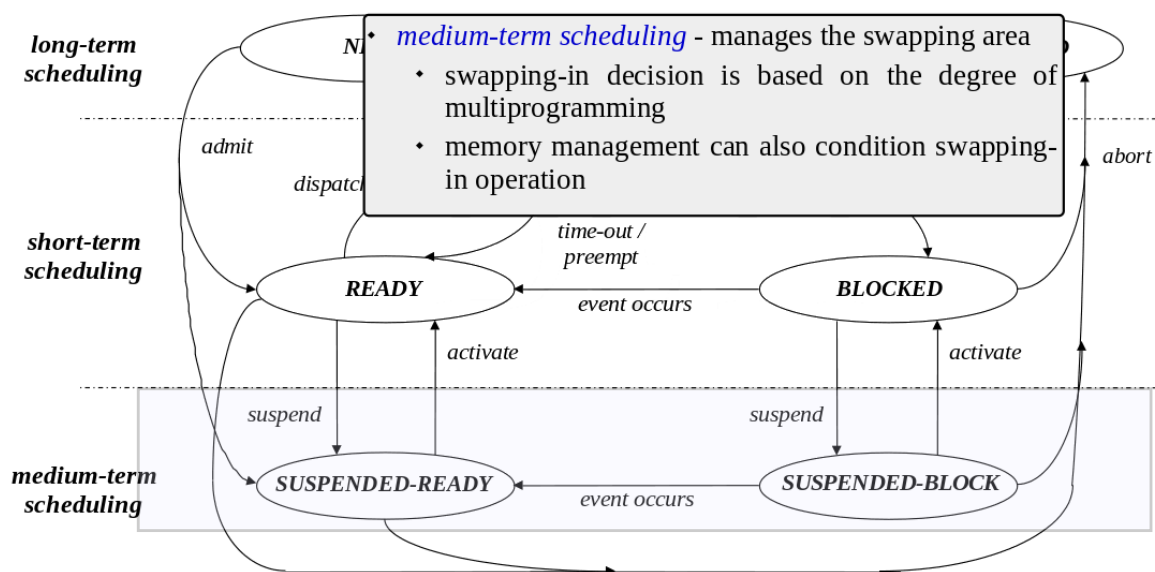 long-term
scheduling
medium-term scheduling - manages the swapping area
swapping-in decision is based on the degree of
multiprogramming
memory management can also condition swapping-
in operation
admit
abort
dispatch
short-term
scheduling
time-out /
preempt
READY
BLOCKED
event occurs
activate
activate
suspend
suspend
medium-term
scheduling
SUSPENDED-READY
SUSPENDED-BLOCK
event occurs